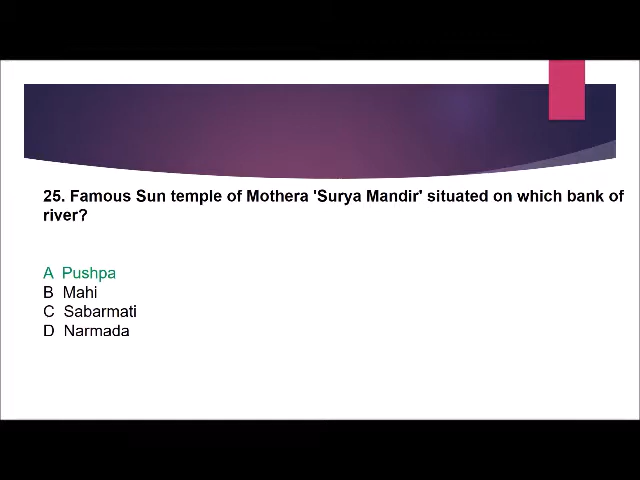 25. Famous Sun temple of Mothera 'Surya Mandir' situated on which bank of
river?
A Pushpa
B Mahi
C Sabarmati
D Narmada